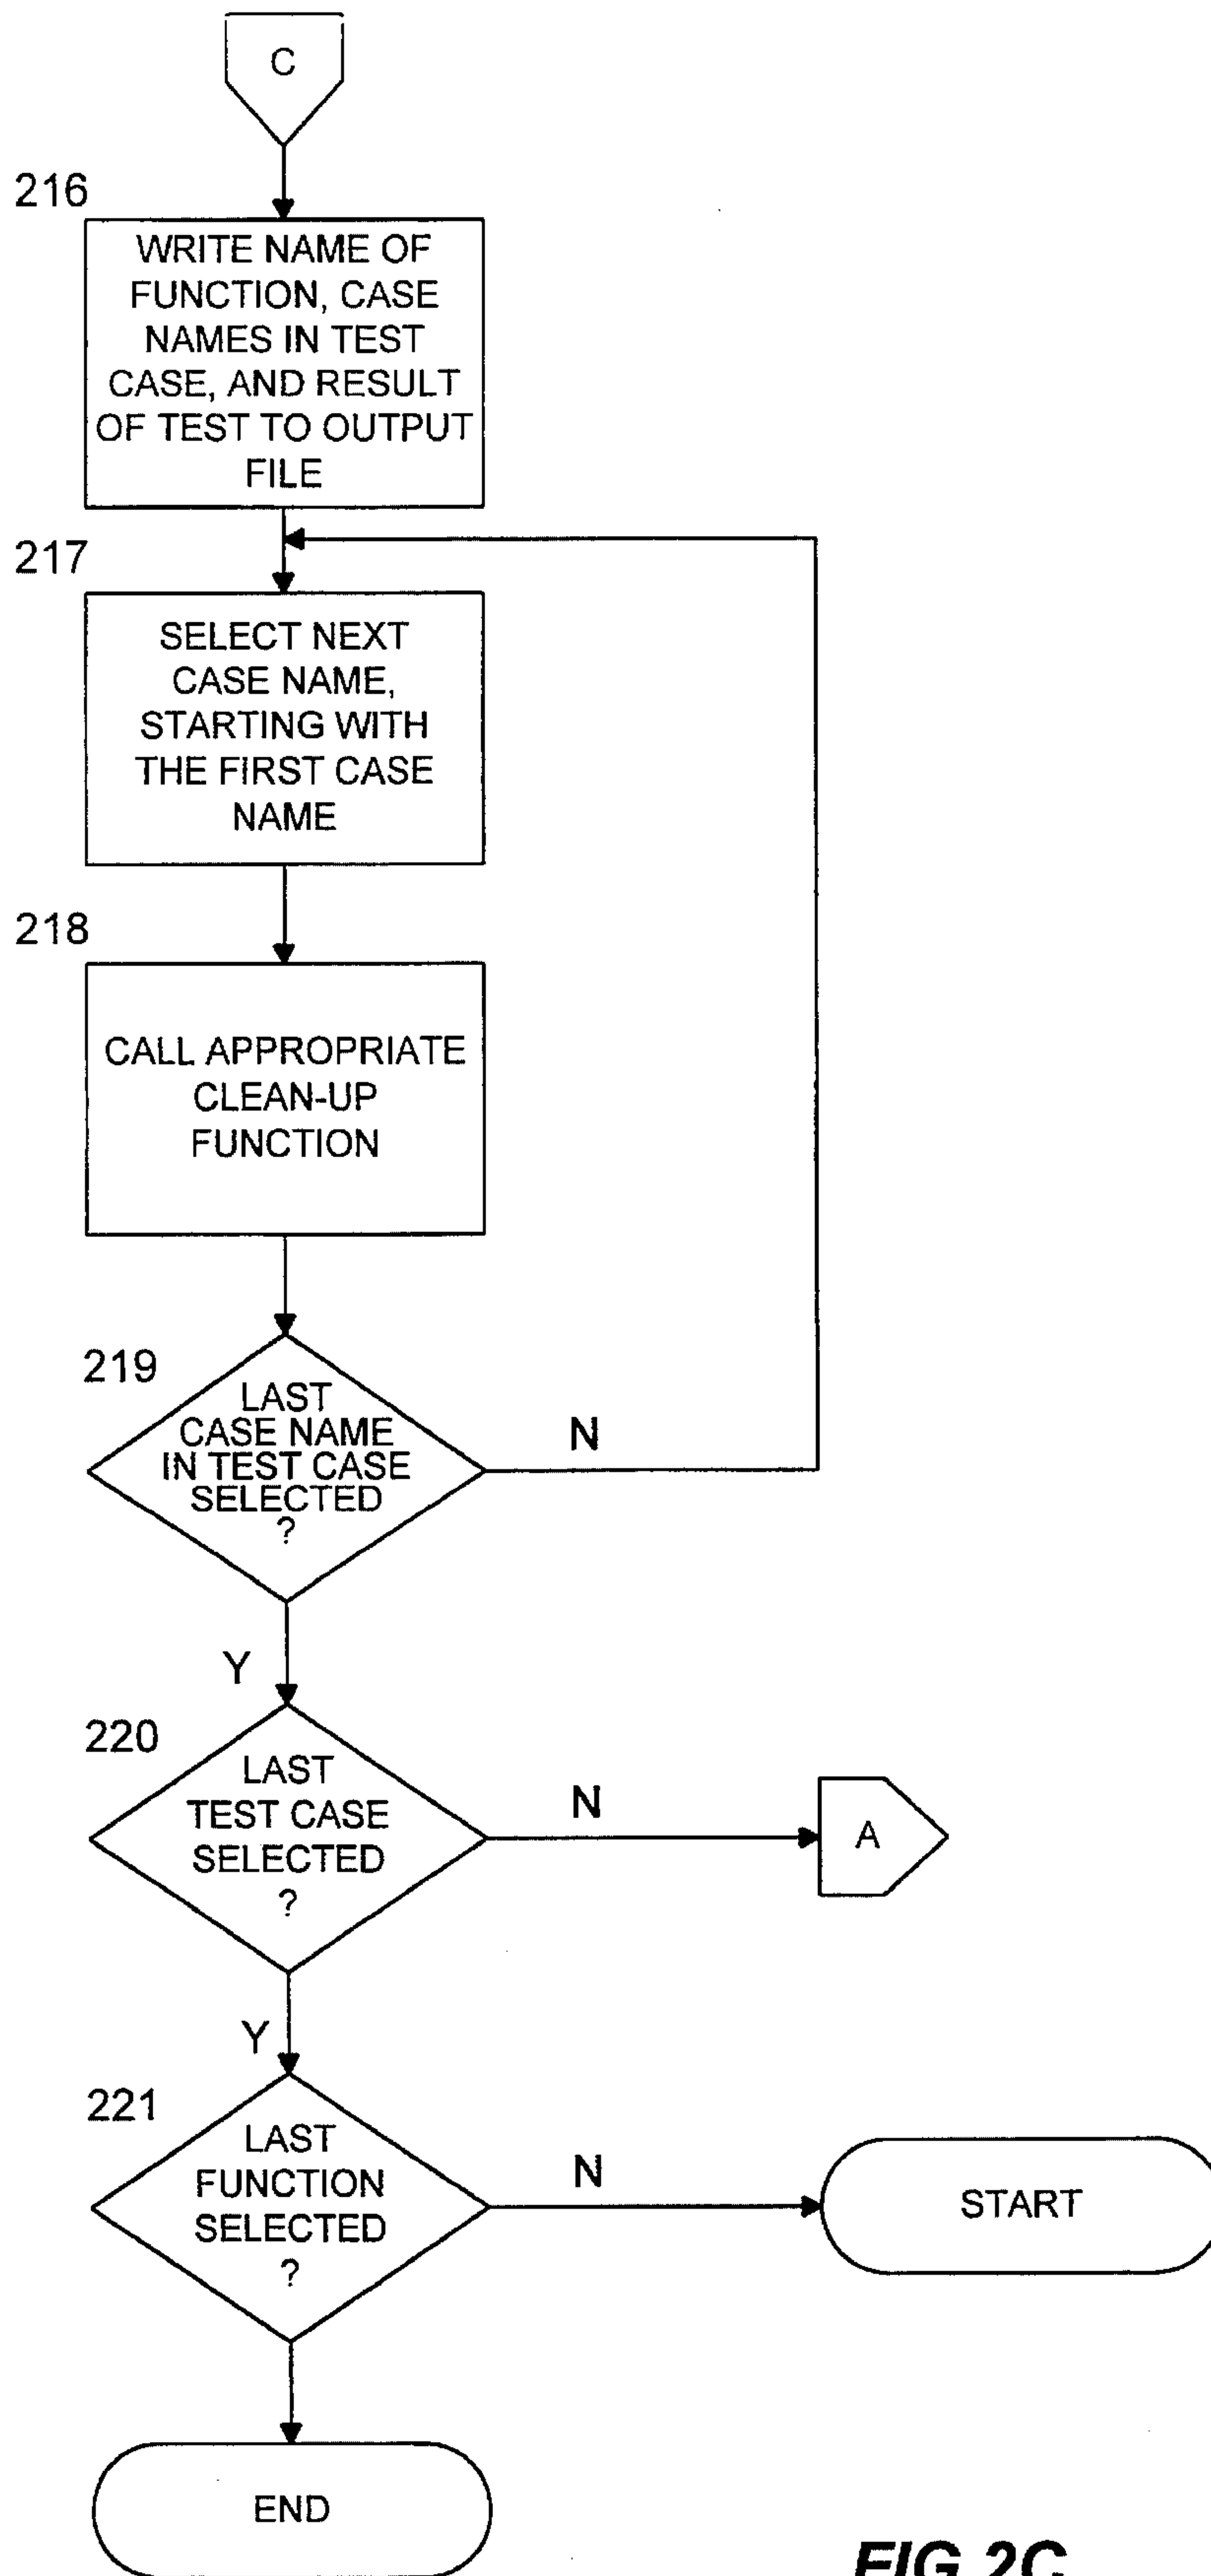 C
216
WRITE NAME OF
FUNCTION, CASE
NAMES IN TEST
CASE, AND RESULT
OF TEST TO OUTPUT
FILE
217
SELECT NEXT
CASE NAME,
STARTING WITH
THE FIRST CASE
NAME
218
CALL APPROPRIATE
CLEAN-UP
FUNCTION
219
LAST
CASE NAME
IN TEST CASE
SELECTED
?
N
Y
220
LAST
TEST CASE
SELECTED
?
N
A
Y
221
LAST
FUNCTION
SELECTED
?
N
START
END
FIG.2C